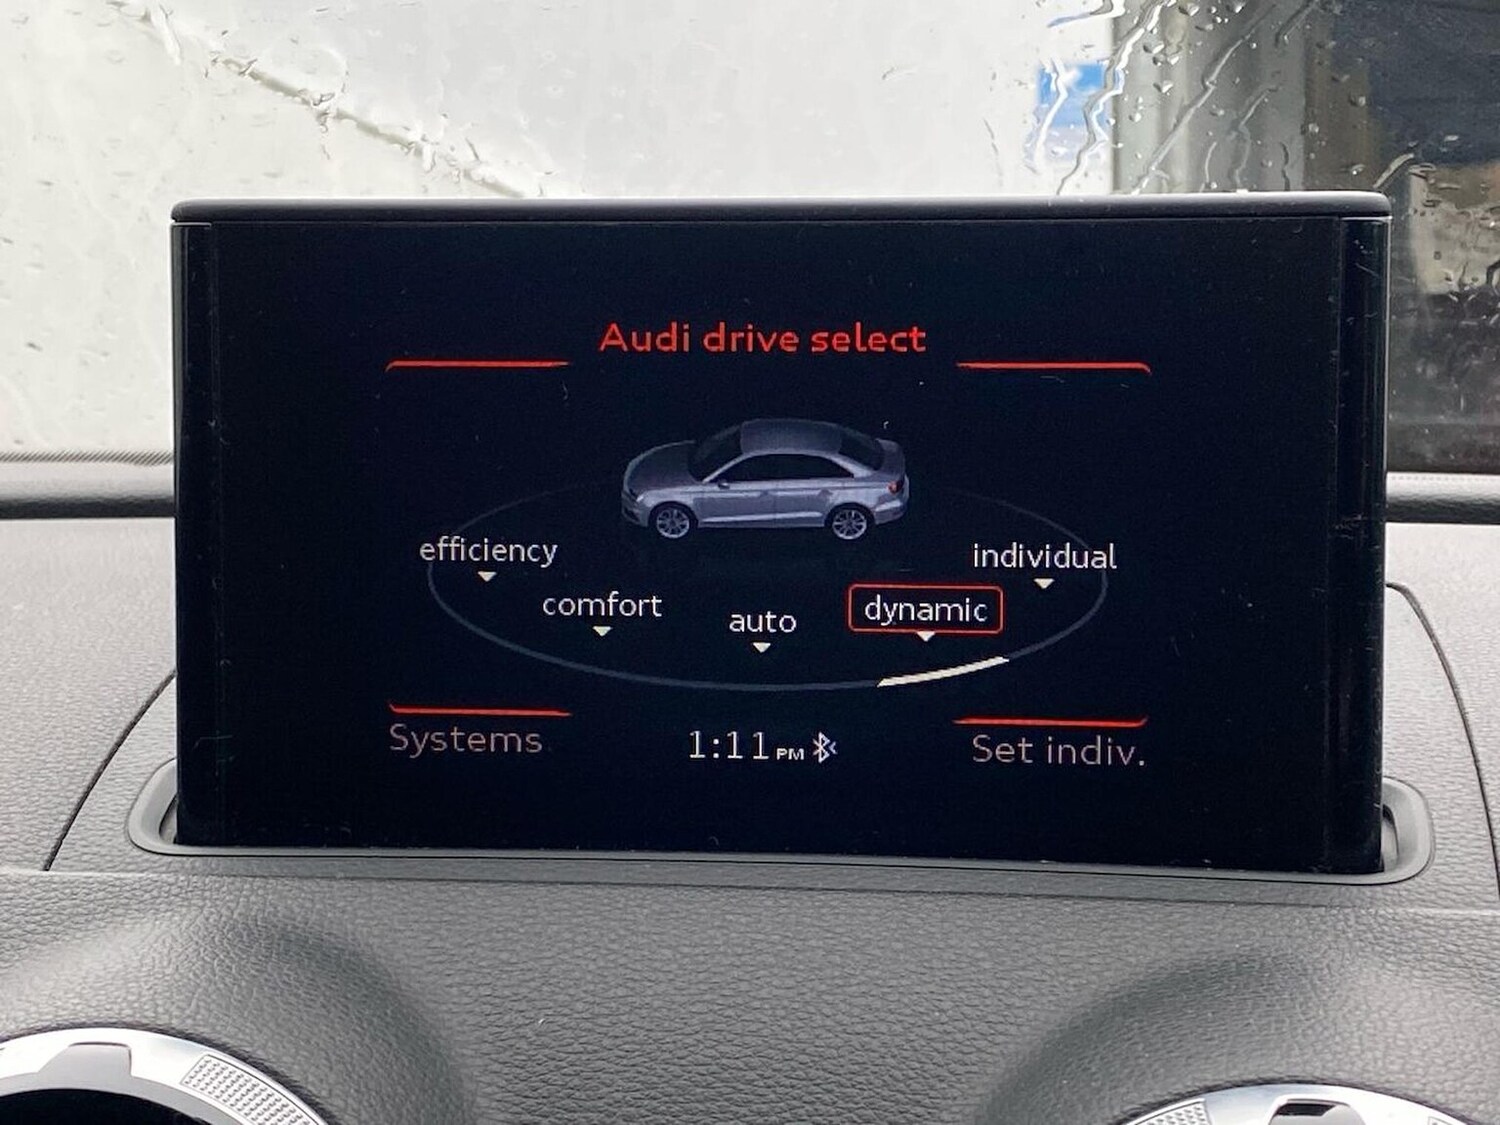 Audi drive select
efficiency
comfort
auto
dynamic
individual
Systems
1:11 PM
Set indiv.